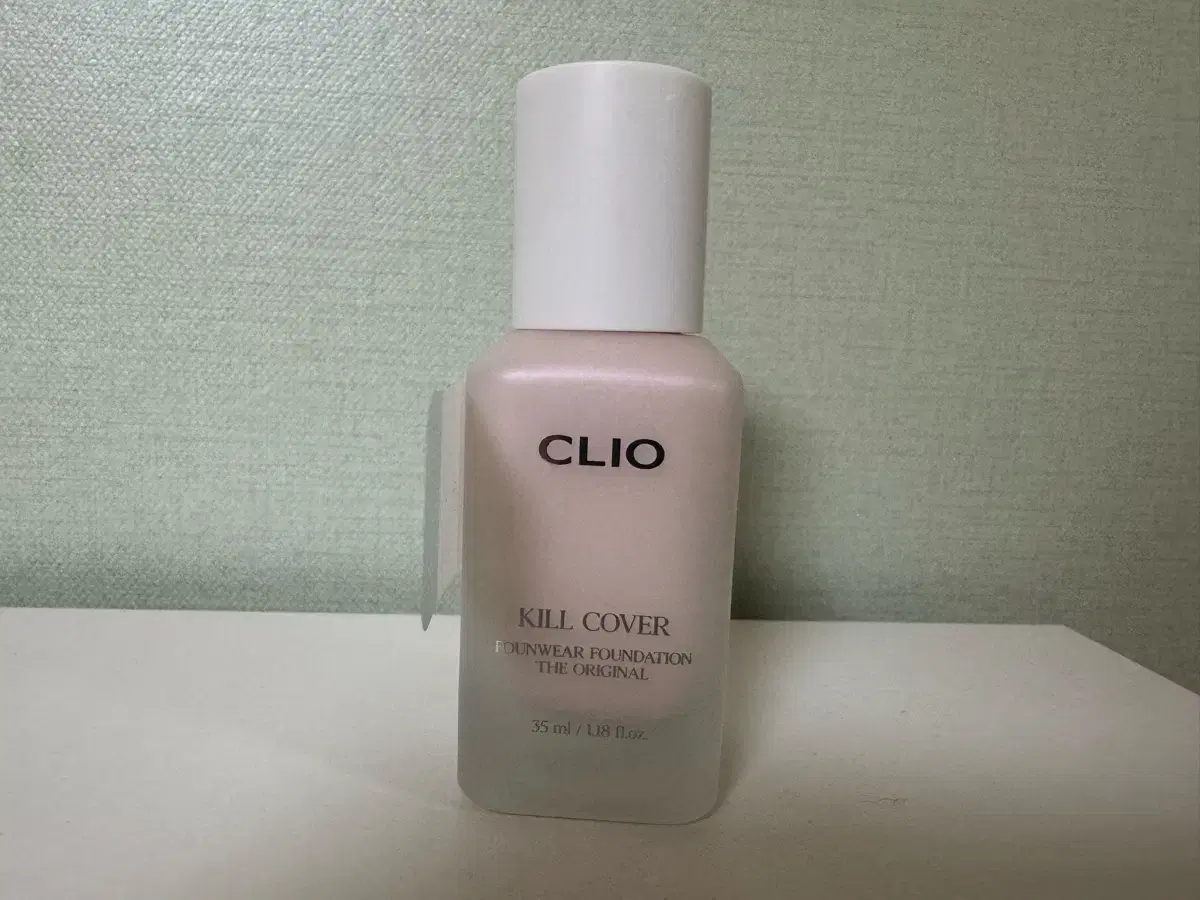 CLIO
KILL COVER
FOUNWEAR FOUNDATION
THE ORIGINAL
35 ml / 1.18 fl.oz.